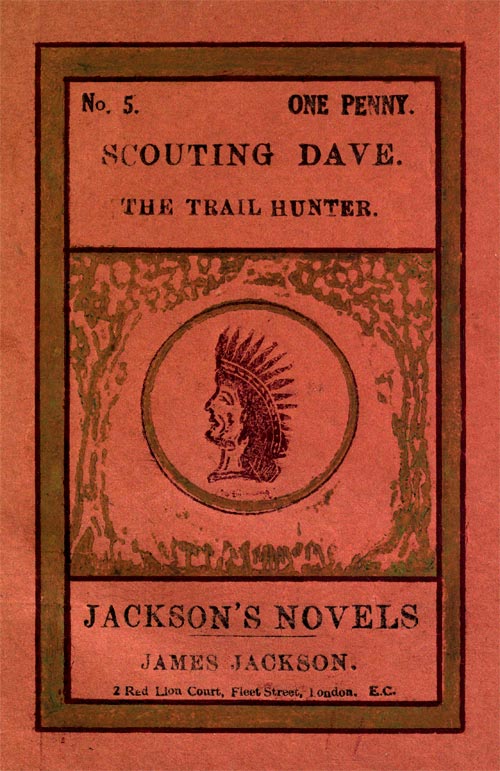 No. 5. ONE PENNY.
SCOUTING DAVE.
THE TRAIL HUNTER.
JACKSON'S NOVELS
JAMES JACKSON.
2 Red Lion Court, Fleet Street, London, E.C.